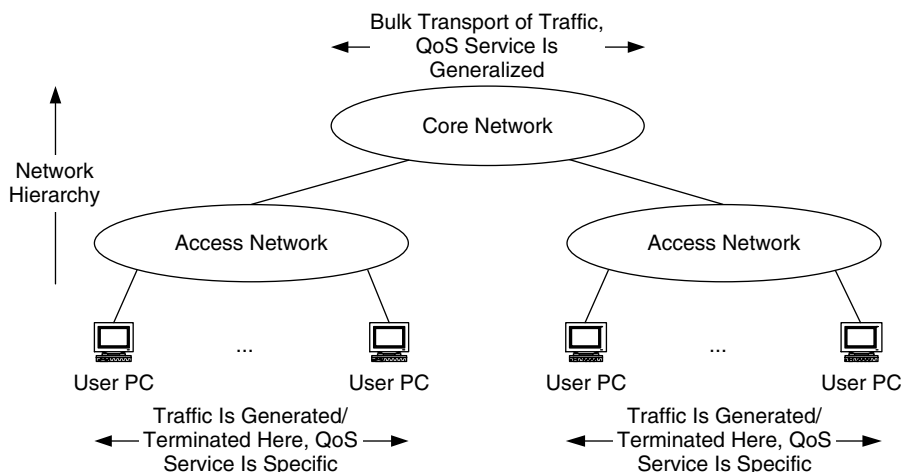 Bulk Transport of Traffic,
QoS Service Is
Generalized
Core Network
Network
Hierarchy
Access Network
Access Network
User PC
...
User PC
User PC
...
User PC
Traffic Is Generated/
Terminated Here, QoS
Service Is Specific
Traffic Is Generated/
Terminated Here, QoS
Service Is Specific